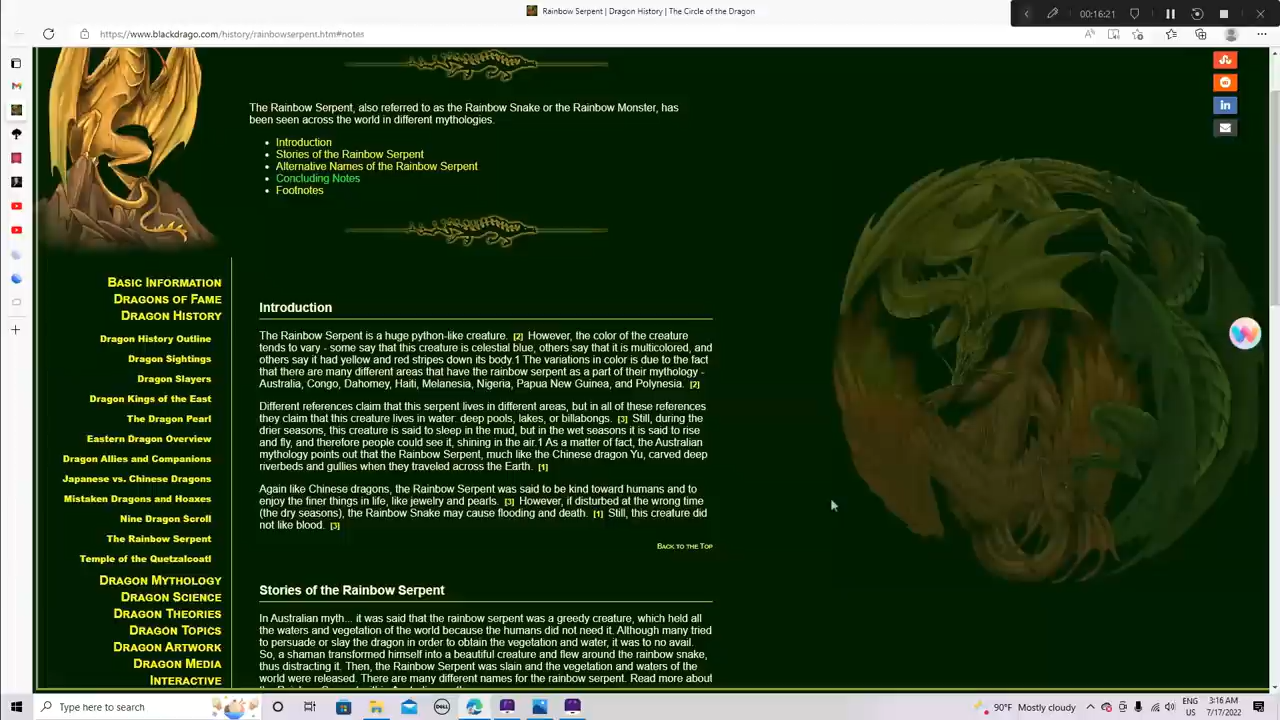 Rainbow Serpent | Dragon History | The Circle of the Dragon
00:16:21
https://www.blackdrago.com/history/rainbowserpent.htm#notes
The Rainbow Serpent, also referred to as the Rainbow Snake or the Rainbow Monster, has
been seen across the world in different mythologies.
Introduction
Stories of the Rainbow Serpent
Alternative Names of the Rainbow Serpent
Concluding Notes
Footnotes
BASIC INFORMATION
DRAGONS OF FAME
DRAGON HISTORY
Dragon History Outline
Dragon Sightings
Dragon Slayers
Dragon Kings of the East
The Dragon Pearl
Eastern Dragon Overview
Dragon Allies and Companions
Japanese vs. Chinese Dragons
Mistaken Dragons and Hoaxes
Nine Dragon Scroll
The Rainbow Serpent
Temple of the Quetzalcoatl
DRAGON MYTHOLOGY
DRAGON SCIENCE
DRAGON THEORIES
DRAGON TOPICS
DRAGON ARTWORK
DRAGON MEDIA
INTERACTIVE
Introduction
The Rainbow Serpent is a huge python-like creature. [2] However, the color of the creature
tends to vary - some say that this creature is celestial blue, others say that it is multicolored, and
others say it had yellow and red stripes down its body.1 The variations in color is due to the fact
that there are many different areas that have the rainbow serpent as a part of their mythology -
Australia, Congo, Dahomey, Haiti, Melanesia, Nigeria, Papua New Guinea, and Polynesia. [2]
Different references claim that this serpent lives in different areas, but in all of these references
they claim that this creature lives in water: deep pools, lakes, or billabongs. [3] Still, during the
drier seasons, this creature is said to sleep in the mud, but in the wet seasons it is said to rise
and fly, and therefore people could see it, shining in the air.1 As a matter of fact, the Australian
mythology points out that the Rainbow Serpent, much like the Chinese dragon Yu, carved deep
riverbeds and gullies when they traveled across the Earth. [1]
Again like Chinese dragons, the Rainbow Serpent was said to be kind toward humans and to
enjoy the finer things in life, like jewelry and pearls. [3] However, if disturbed at the wrong time
(the dry seasons), the Rainbow Snake may cause flooding and death. [1] Still, this creature did
not like blood. [3]
BACK TO THE TOP
Stories of the Rainbow Serpent
In Australian myth... it was said that the rainbow serpent was a greedy creature, which held all
the waters and vegetation of the world because the humans did not need it. Although many tried
to persuade or slay the dragon in order to obtain the vegetation and water, it was to no avail.
So, a shaman transformed himself into a beautiful creature and flew around the rainbow snake,
thus distracting it. Then, the Rainbow Serpent was slain and the vegetation and waters of the
world were released. There are many different names for the rainbow serpent. Read more about
Type here to search
DELL
90°F Mostly cloudy
ENG
US
3:16 AM
7/17/2022